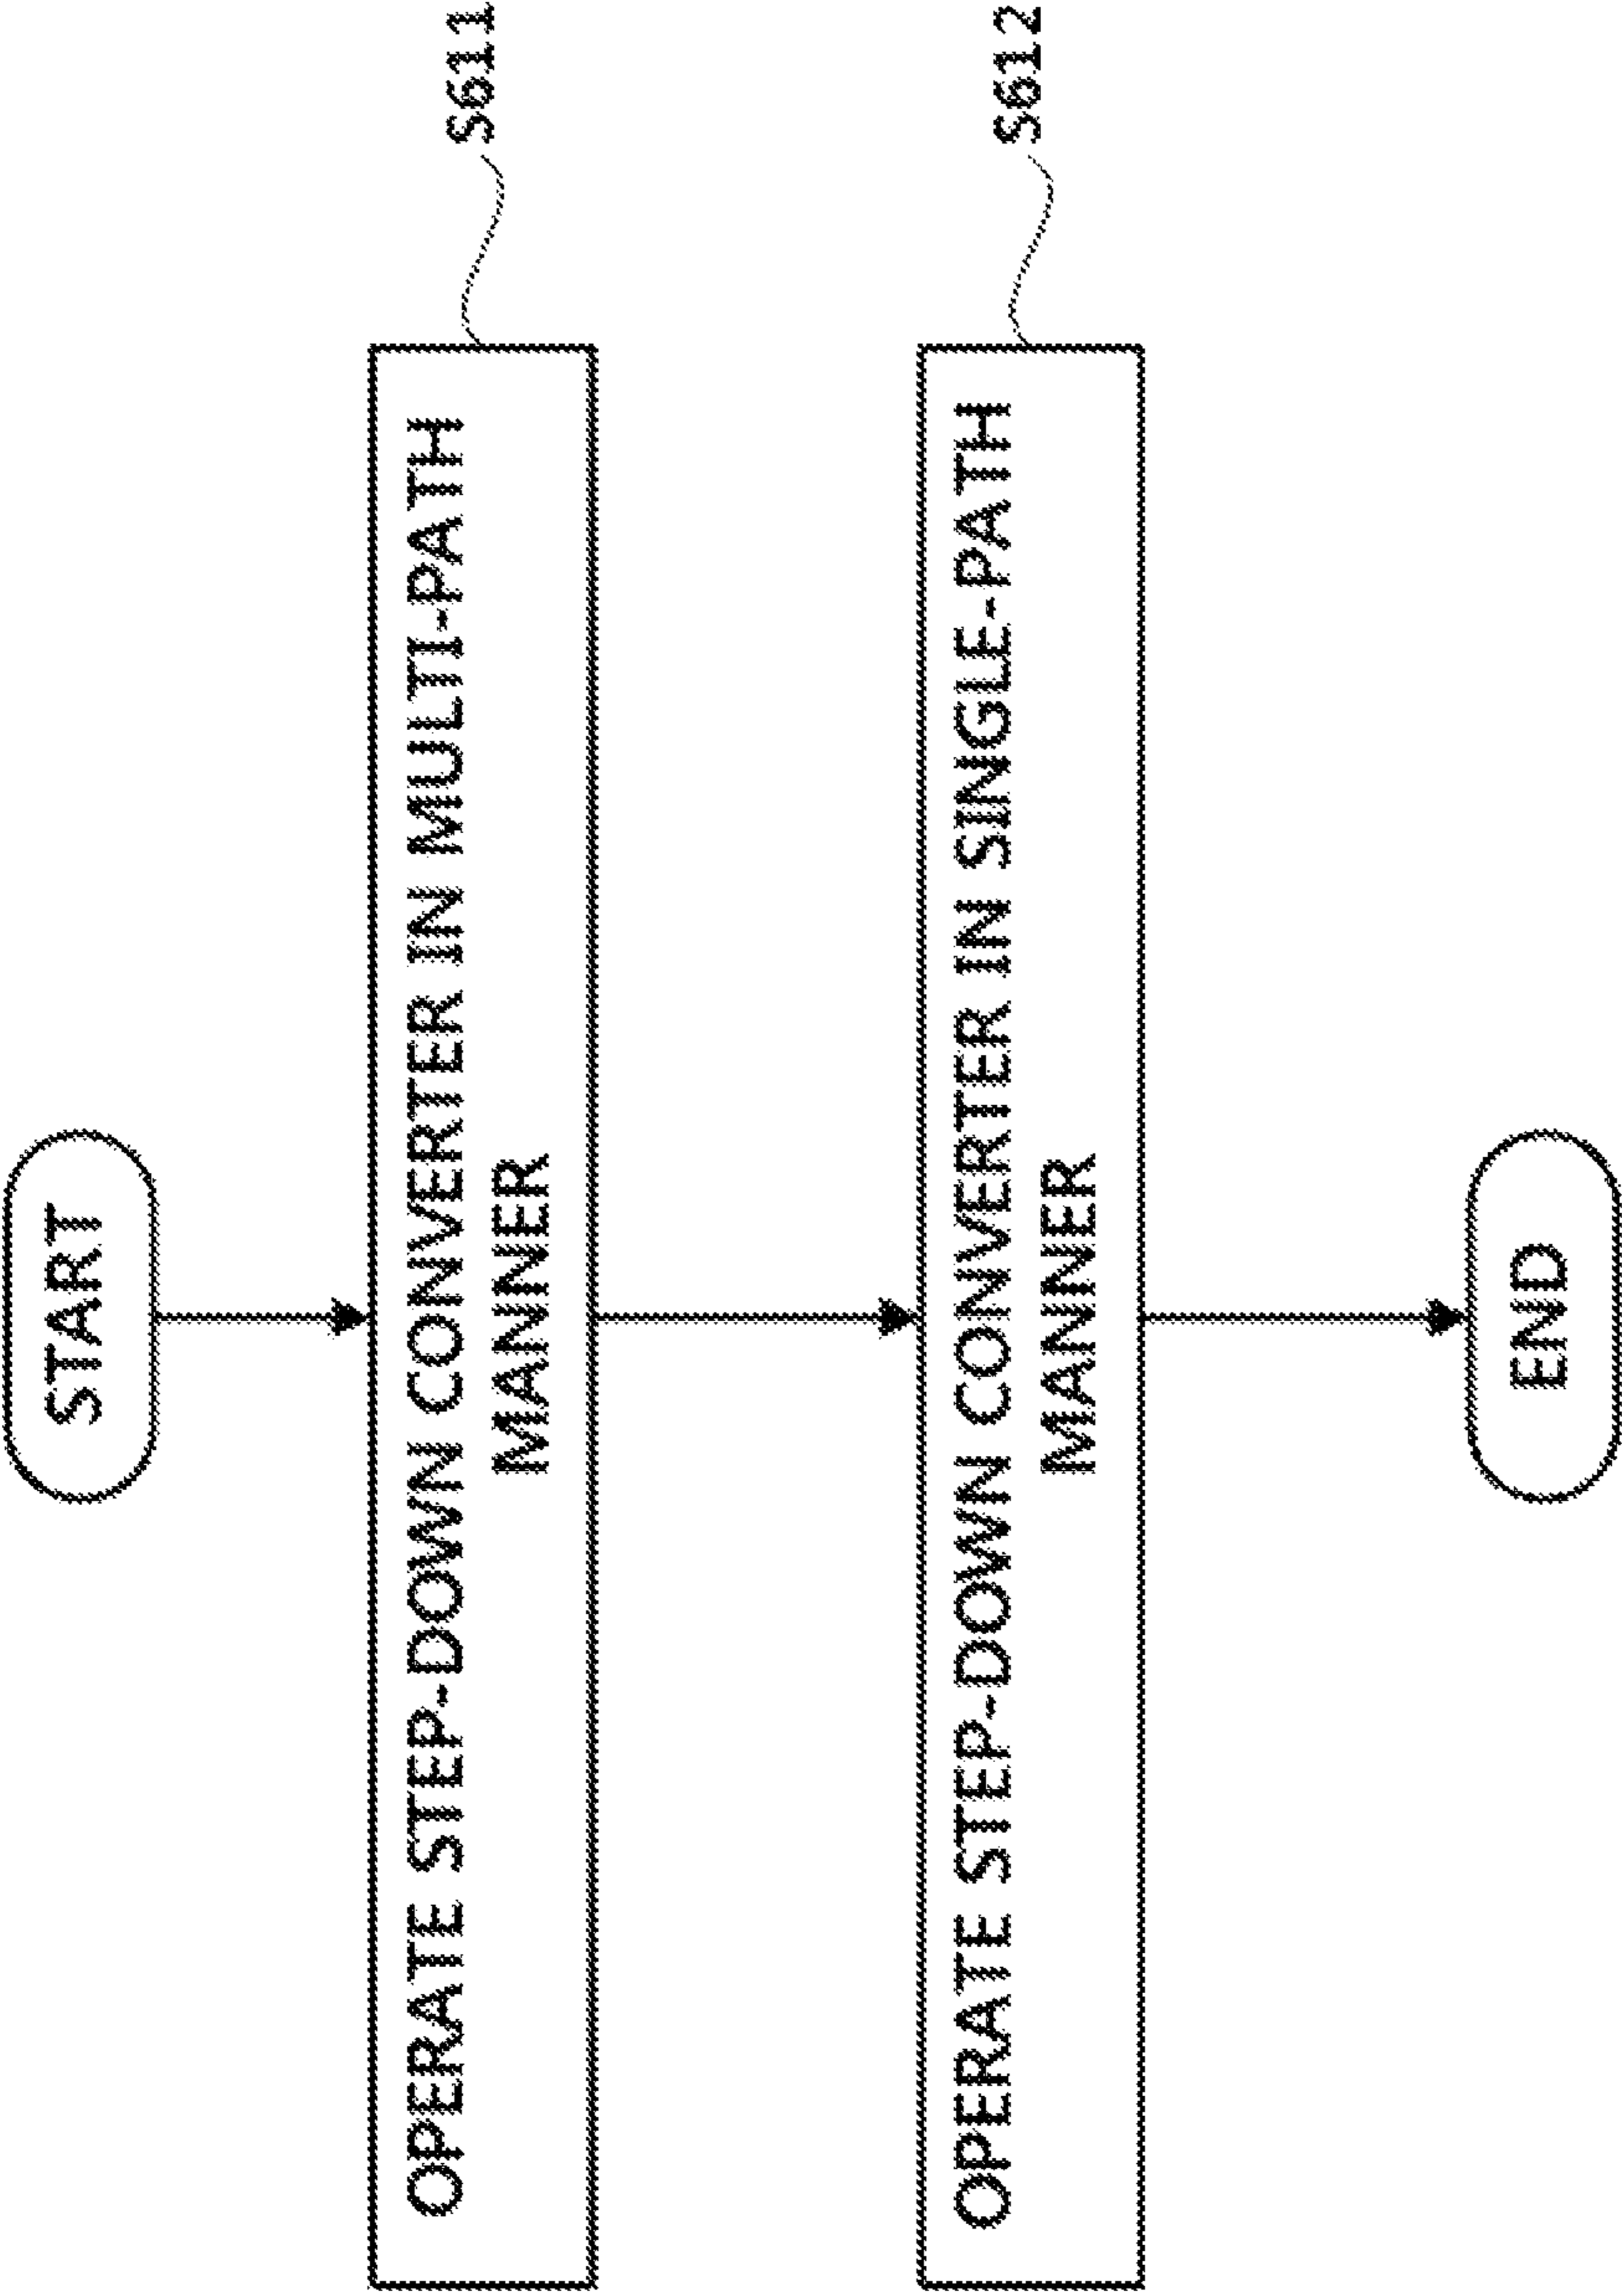 START
OPERATE STEP-DOWN CONVERTER IN MULTI-PATH
MANNER
S611
OPERATE STEP-DOWN CONVERTER IN SINGLE-PATH
MANNER
S612
END